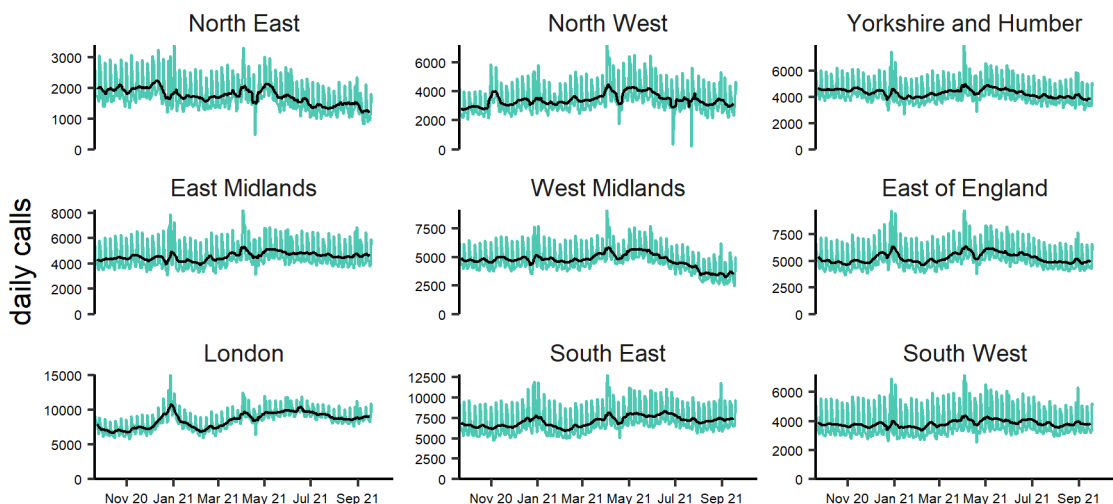 North East North West Yorkshire and Humber
3000 2000 1000 0
6000 4000 2000 0
6000 4000 2000 0
East Midlands West Midlands East of England
daily calls
8000 6000 4000 2000 0
7500 5000 2500 0
7500 5000 2500 0
London South East South West
15000 10000 5000 0
12500 10000 7500 5000 2500 0
6000 4000 2000 0
Nov 20 Jan 21 Mar 21 May 21 Jul 21 Sep 21
Nov 20 Jan 21 Mar 21 May 21 Jul 21 Sep 21
Nov 20 Jan 21 Mar 21 May 21 Jul 21 Sep 21